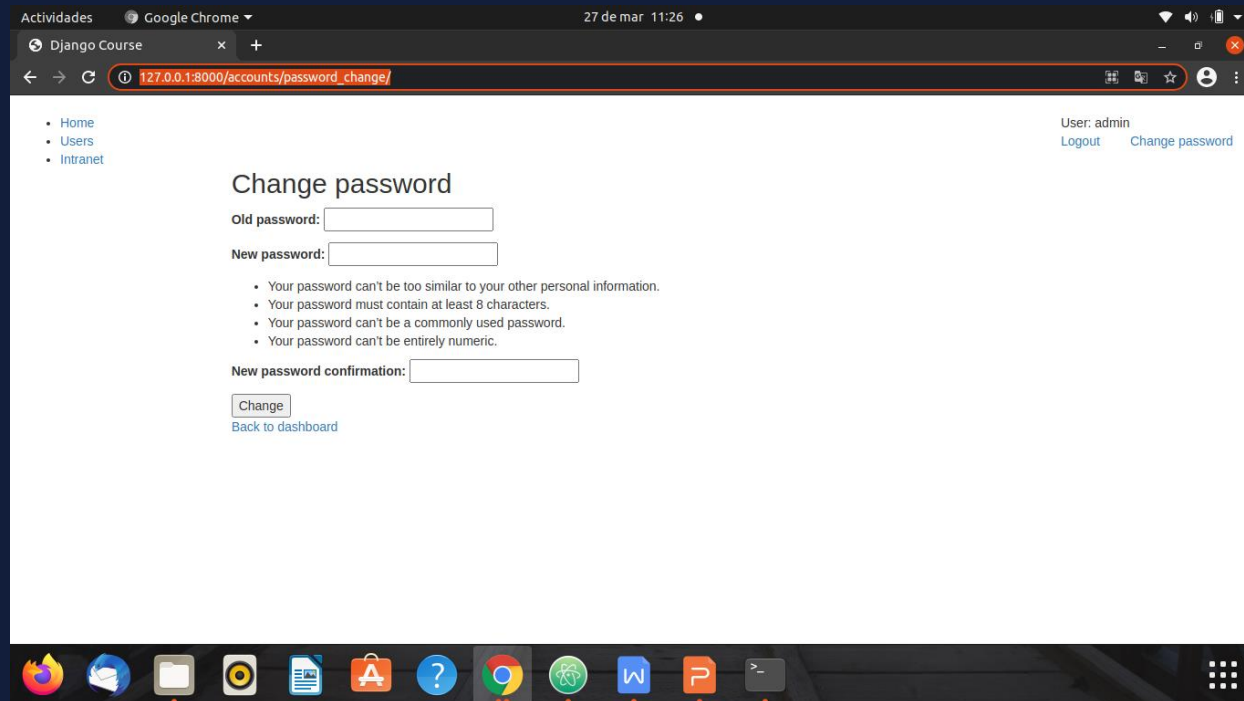 Actividades Google Chrome 27 de mar 11:26
Django Course
127.0.0.1:8000/accounts/password_change/
Home
Users
Intranet
User: admin
Logout Change password
Change password
Old password:
New password:
Your password can't be too similar to your other personal information.
Your password must contain at least 8 characters.
Your password can't be a commonly used password.
Your password can't be entirely numeric.
New password confirmation:
Change
Back to dashboard